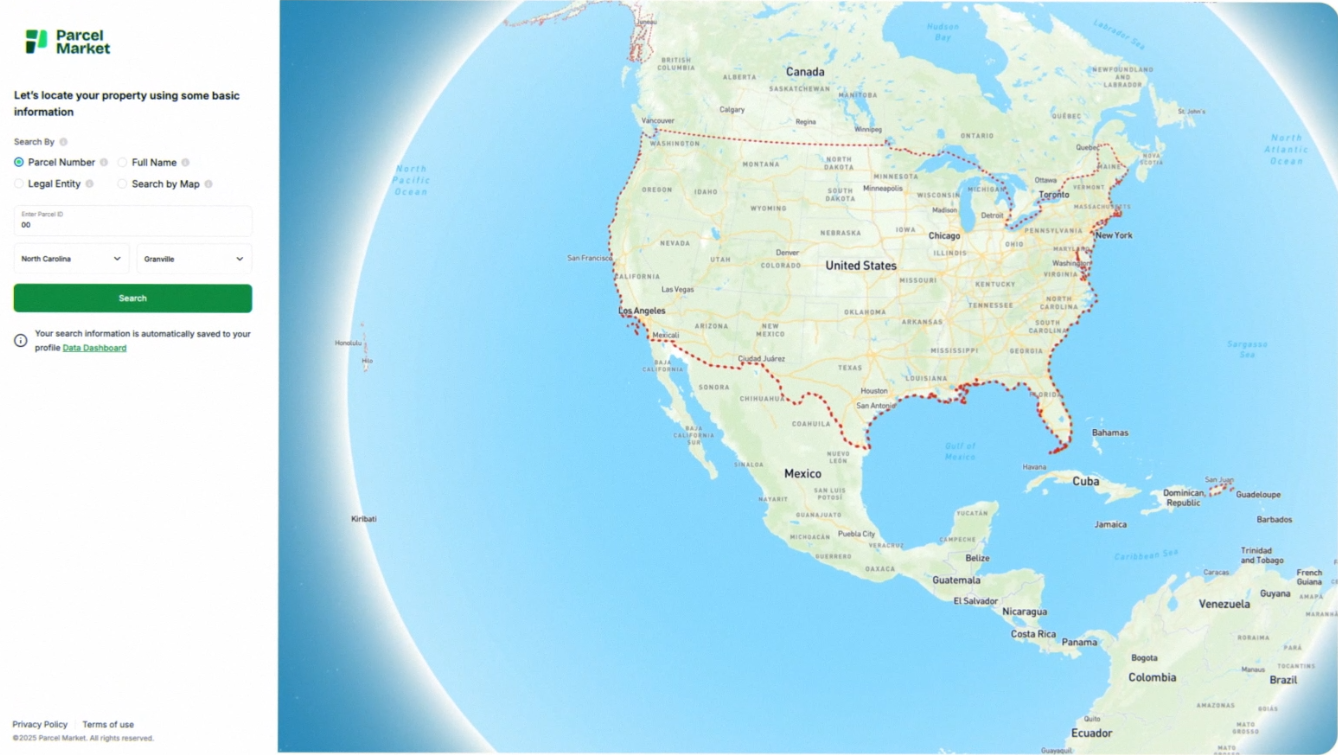 Parcel
Market
Let's locate your property using some basic
information
Search By
Parcel Number
Full Name
Legal Entity
Search by Map
Enter Parcel ID
00
North Carolina
Granville
Search
Your search information is automatically saved to your
profile Data Dashboard
Privacy Policy
Terms of use
©2025 Parcel Market. All rights reserved.
Juneau
Hudson
Bay
Labrador Sea
BRITISH
COLUMBIA
ALBERTA
Canada
SASKATCHEWAN
MANITOBA
NEWFOUNDLAND
AND
LABRADOR
Calgary
Regina
Winnipeg
Vancouver
ONTARIO
QUÉBEC
St. John's
North
Atlantic
Ocean
North
Pacific
Ocean
WASHINGTON
MONTANA
NORTH
DAKOTA
MINNESOTA
Quebec
MAINE
NOVA
SCOTIA
OREGON
IDAHO
SOUTH
DAKOTA
Minneapolis
WISCONSIN
MICHIGAN
Ottawa
Toronto
VERMONT
MASSACHUSETTS
WYOMING
Madison
Detroit
NEBRASKA
IOWA
Chicago
PENNSYLVANIA
New York
NEVADA
UTAH
Denver
COLORADO
United States
ILLINOIS
OHIO
MARYLAND
Washington
VIRGINIA
San Francisco
CALIFORNIA
Las Vegas
MISSOURI
KENTUCKY
Los Angeles
ARIZONA
NEW
MEXICO
OKLAHOMA
ARKANSAS
TENNESSEE
NORTH
CAROLINA
SOUTH
CAROLINA
Mexicali
Ciudad Juárez
TEXAS
MISSISSIPPI
GEORGIA
Sargasso
Sea
Honolulu
Hilo
BAJA
CALIFORNIA
SONORA
CHIHUAHUA
Houston
San Antonio
LOUISIANA
FLORIDA
BAJA
CALIFORNIA
SUR
COAHUILA
NUEVO
LEÓN
Gulf of
Mexico
Bahamas
SINALOA
Mexico
Havana
Cuba
San Juan
Dominican
Republic
Guadeloupe
NAYARIT
SAN LUIS
POTOSÍ
GUANAJUATO
YUCATÁN
Kiribati
Jamaica
Barbados
MICHOACÁN
Puebla City
VERACRUZ
CAMPECHE
GUERRERO
OAXACA
Belize
Caribbean Sea
Trinidad
and Tobago
Guatemala
El Salvador
Nicaragua
Caracas
French
Guiana
Venezuela
Guyana
AMAPÁ
Costa Rica
Panama
RORAIMA
PARÁ
Bogota
Colombia
Manaus
TOCANTINS
Brazil
AMAZONAS
GOIÁS
Quito
Ecuador
MATO
GROSSO
Guayaquil
MATO